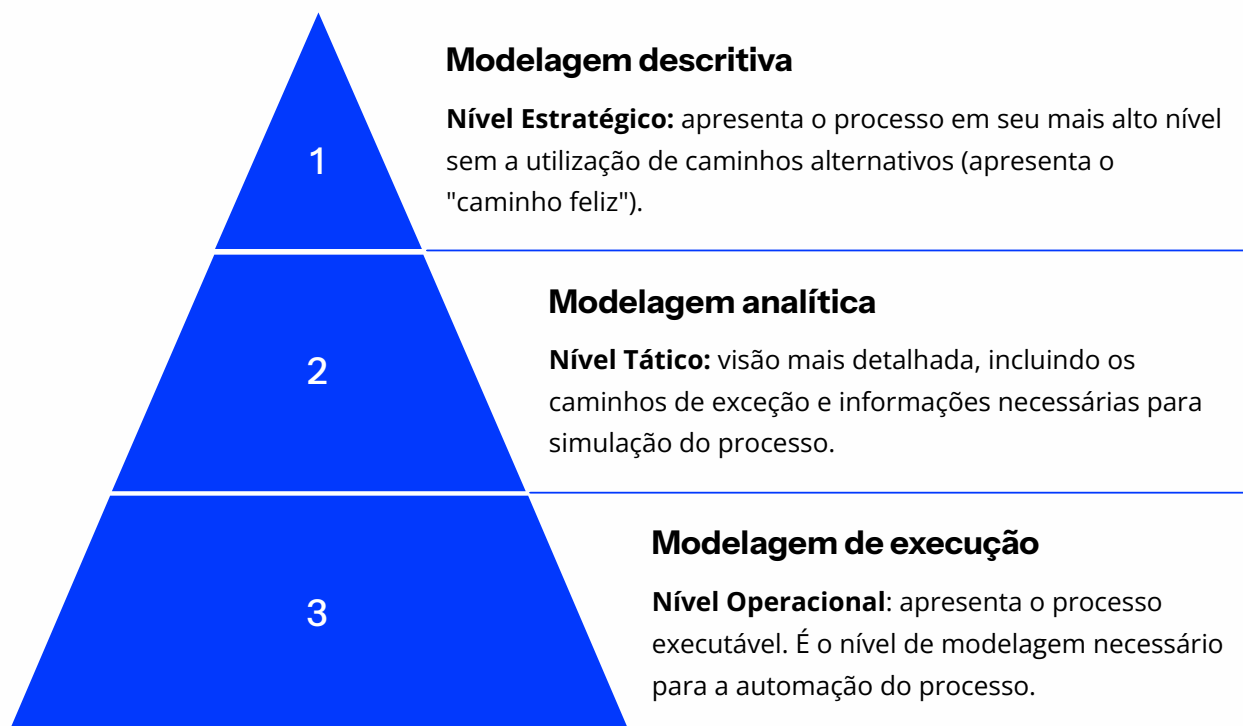 Modelagem descritiva
Nível Estratégico: apresenta o processo em seu mais alto nível
sem a utilização de caminhos alternativos (apresenta o
"caminho feliz").
1
Modelagem analítica
Nível Tático: visão mais detalhada, incluindo os
caminhos de exceção e informações necessárias para
simulação do processo.
2
Modelagem de execução
Nível Operacional: apresenta o processo
executável. É o nível de modelagem necessário
para a automação do processo.
3